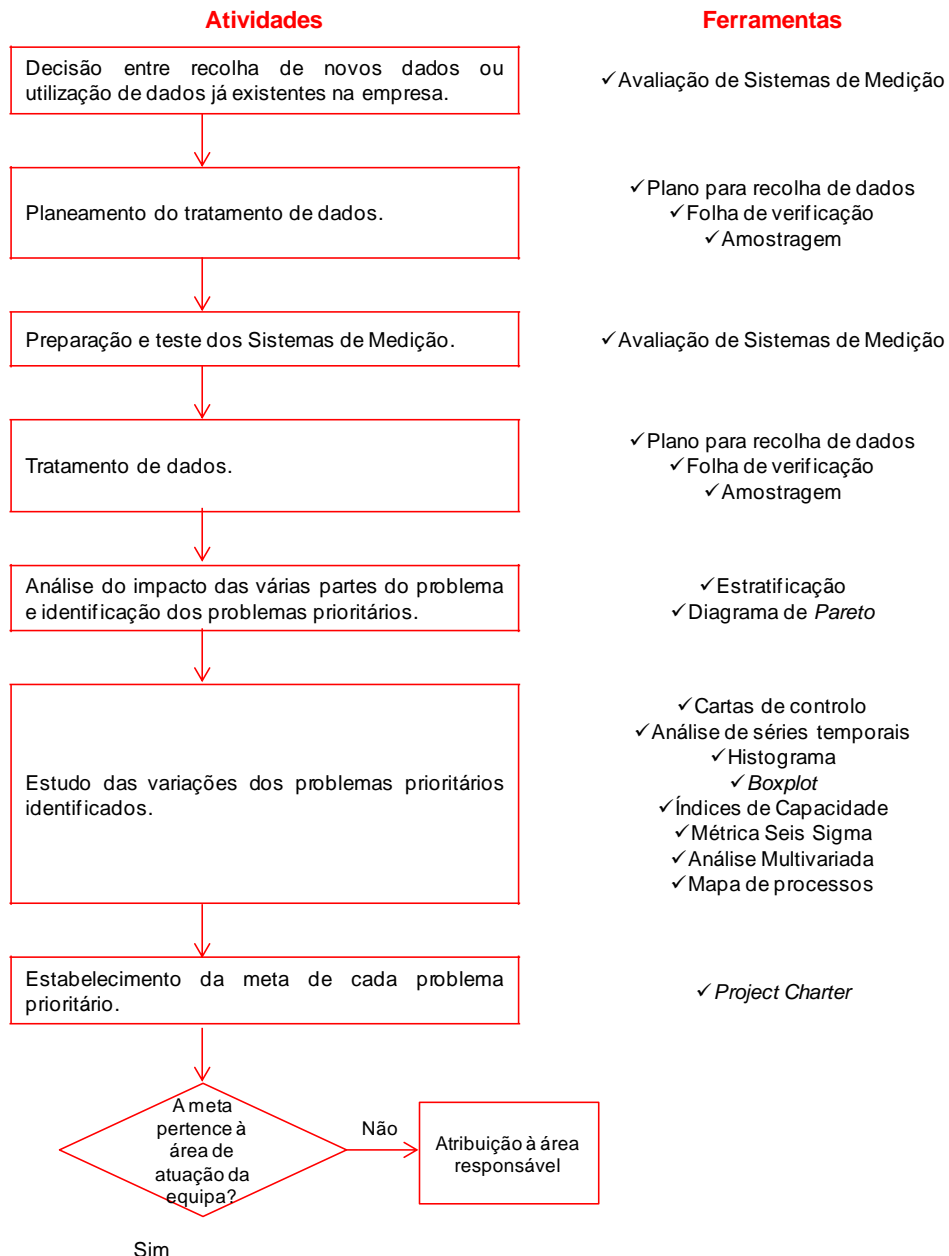 Atividades
Ferramentas
Decisão entre recolha de novos dados ou
utilização de dados já existentes na empresa.
✓Avaliação de Sistemas de Medição
Planeamento do tratamento de dados.
✓Plano para recolha de dados
✓Folha de verificação
✓Amostragem
Preparação e teste dos Sistemas de Medição.
✓Avaliação de Sistemas de Medição
Tratamento de dados.
✓Plano para recolha de dados
✓Folha de verificação
✓Amostragem
Análise do impacto das várias partes do problema
e identificação dos problemas prioritários.
✓Estratificação
✓Diagrama de Pareto
Estudo das variações dos problemas prioritários
identificados.
✓Cartas de controlo
✓Análise de séries temporais
✓Histograma
✓Boxplot
✓Índices de Capacidade
✓Métrica Seis Sigma
✓Análise Multivariada
✓Mapa de processos
Estabelecimento da meta de cada problema
prioritário.
✓Project Charter
A meta
pertence à
área de
atuação da
equipa?
Não
Atribuição à área
responsável
Sim